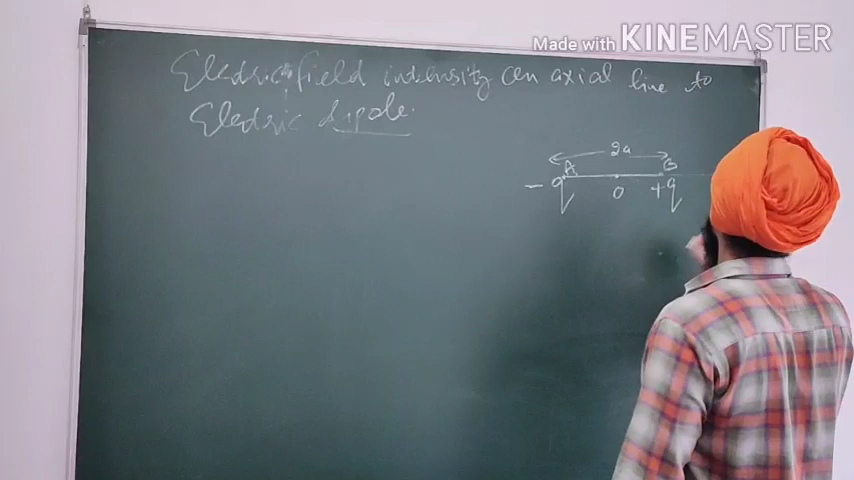 Made with KINEMASTER
Electric field intensity on axial line to
Electric dipole.
2a
A B
-q O +q